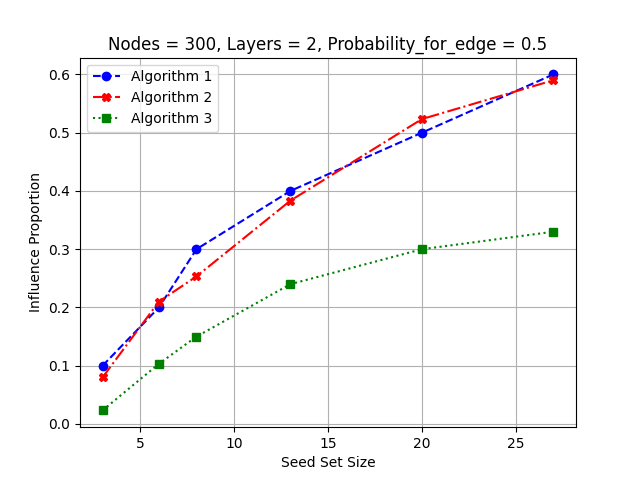 Nodes = 300, Layers = 2, Probability_for_edge = 0.5
Algorithm 1
Algorithm 2
Algorithm 3
0.6
0.5
0.4
0.3
0.2
0.1
0.0
Influence Proportion
5 10 15 20 25
Seed Set Size